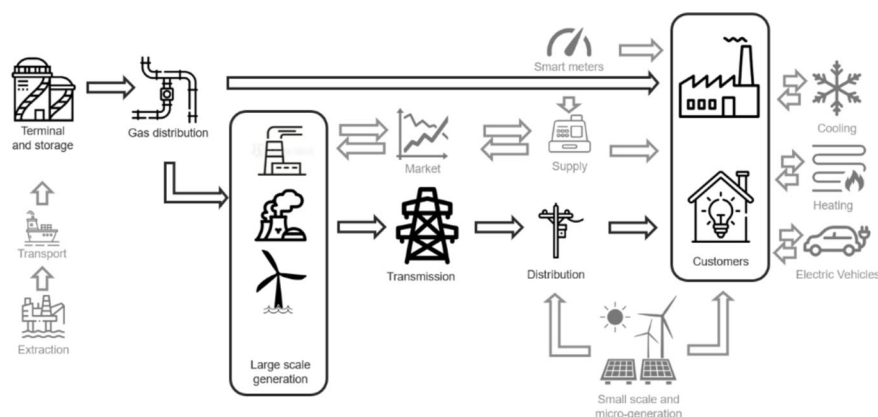 Smart meters
Terminal
and storage
Gas distribution
Cooling
Market
Supply
Heating
Transport
Transmission
Distribution
Customers
Electric Vehicles
Extraction
Large scale
generation
Small scale and
micro-generation